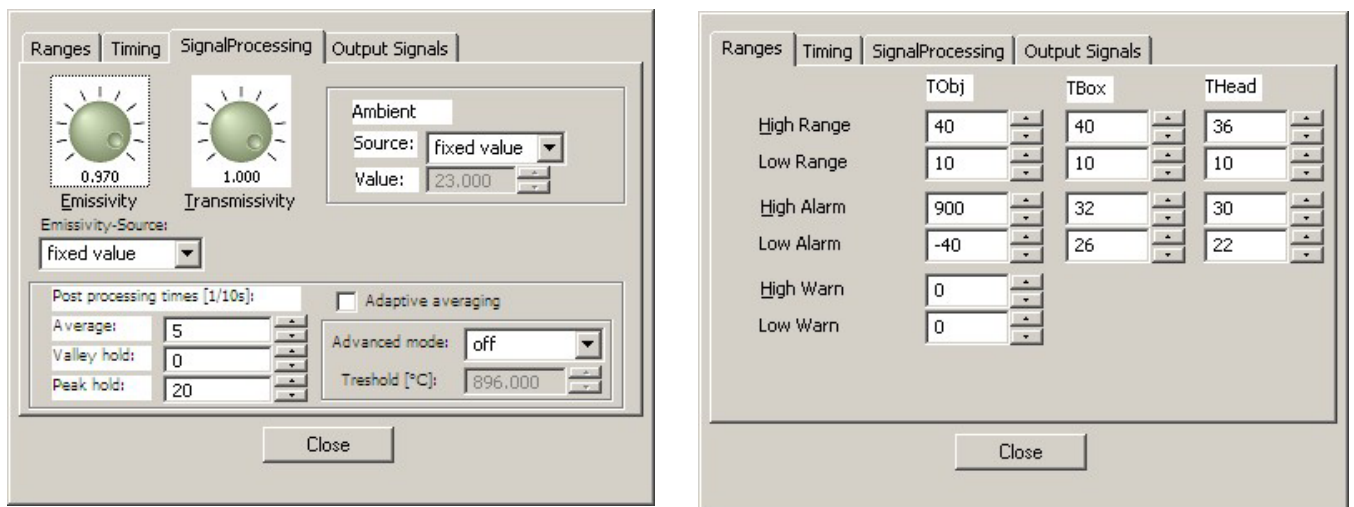 Ranges Timing SignalProcessing Output Signals
0.970 1.000
Emissivity Transmissivity
Emissivity-Source:
fixed value
Ambient
Source: fixed value
Value: 23.000
Post processing times [1/10s]:
Average: 5
Valley hold: 0
Peak hold: 20
Adaptive averaging
Advanced mode: off
Treshold [°C]: 896.000
Close
Ranges Timing SignalProcessing Output Signals
TObj TBox THead
High Range 40 40 36
Low Range 10 10 10
High Alarm 900 32 30
Low Alarm -40 26 22
High Warn 0
Low Warn 0
Close